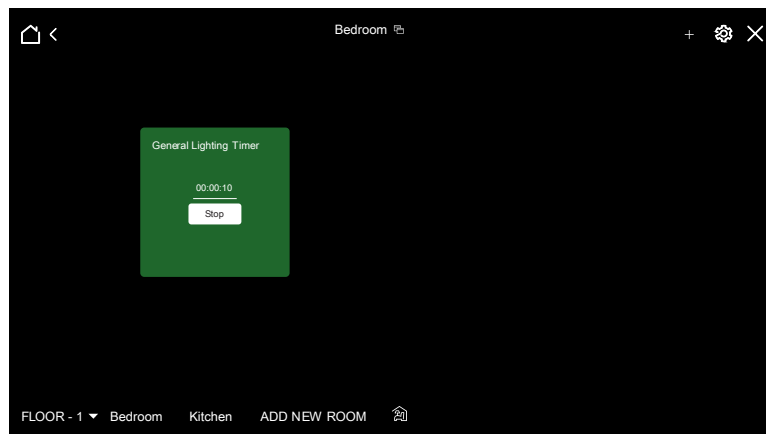 Bedroom
+
General Lighting Timer
00:00:10
Stop
FLOOR - 1 Bedroom Kitchen ADD NEW ROOM